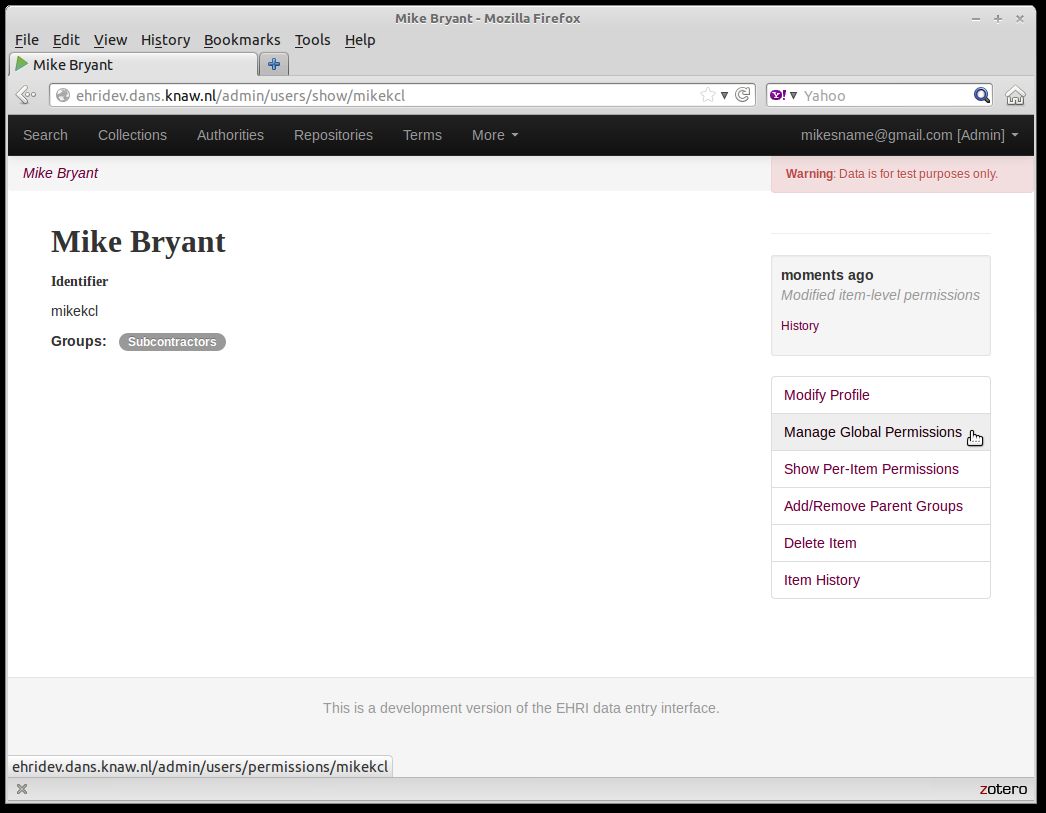 Mike Bryant - Mozilla Firefox
File Edit View History Bookmarks Tools Help
Mike Bryant
ehridev.dans.knaw.nl/admin/users/show/mikekcl
Y! Yahoo
Search Collections Authorities Repositories Terms More mikesname@gmail.com [Admin]
Mike Bryant
Warning: Data is for test purposes only.
Mike Bryant
Identifier
mikekcl
Groups: Subcontractors
moments ago
Modified item-level permissions
History
Modify Profile
Manage Global Permissions
Show Per-Item Permissions
Add/Remove Parent Groups
Delete Item
Item History
This is a development version of the EHRI data entry interface.
ehridev.dans.knaw.nl/admin/users/permissions/mikekcl
zotero